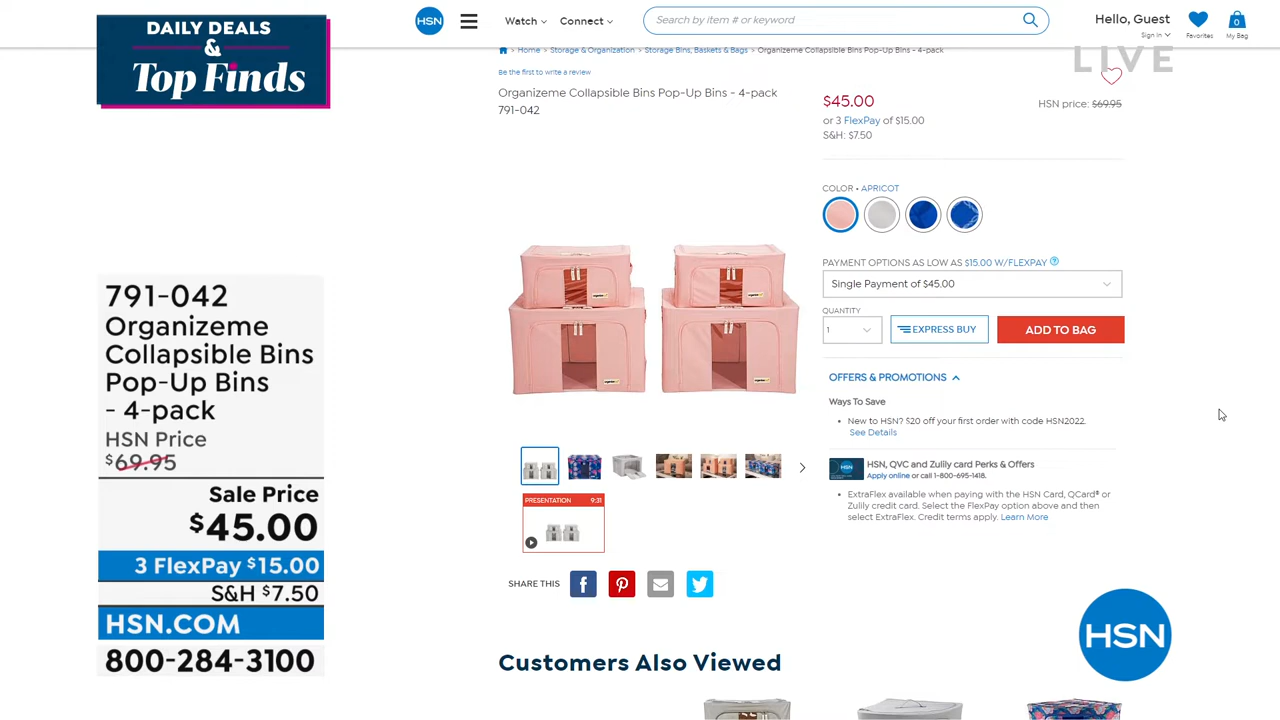 DAILY DEALS
&
Top Finds
HSN
Watch
Connect
Search by item # or keyword
Hello, Guest
Sign In
Favorites
0
My Bag
LIVE
Home
Storage & Organization
Storage Bins, Baskets & Bags
Organizeme Collapsible Bins Pop-Up Bins - 4-pack
Be the first to write a review
Organizeme Collapsible Bins Pop-Up Bins - 4-pack
791-042
$45.00
HSN price: $69.95
or 3 FlexPay of $15.00
S&H: $7.50
COLOR • APRICOT
PAYMENT OPTIONS AS LOW AS $15.00 W/FLEXPAY
Single Payment of $45.00
QUANTITY
1
EXPRESS BUY
ADD TO BAG
OFFERS & PROMOTIONS
Ways To Save
• New to HSN? $20 off your first order with code HSN2022.
See Details
HSN, QVC and Zulily card Perks & Offers
Apply online or call 1-800-695-1418.
• ExtraFlex available when paying with the HSN Card, QCard® or
Zulily credit card. Select the FlexPay option above and then
select ExtraFlex. Credit terms apply. Learn More
PRESENTATION 9:31
SHARE THIS
Customers Also Viewed
791-042
Organizeme
Collapsible Bins
Pop-Up Bins
- 4-pack
HSN Price
$69.95
Sale Price
$45.00
3 FlexPay $15.00
S&H $7.50
HSN.COM
800-284-3100
HSN